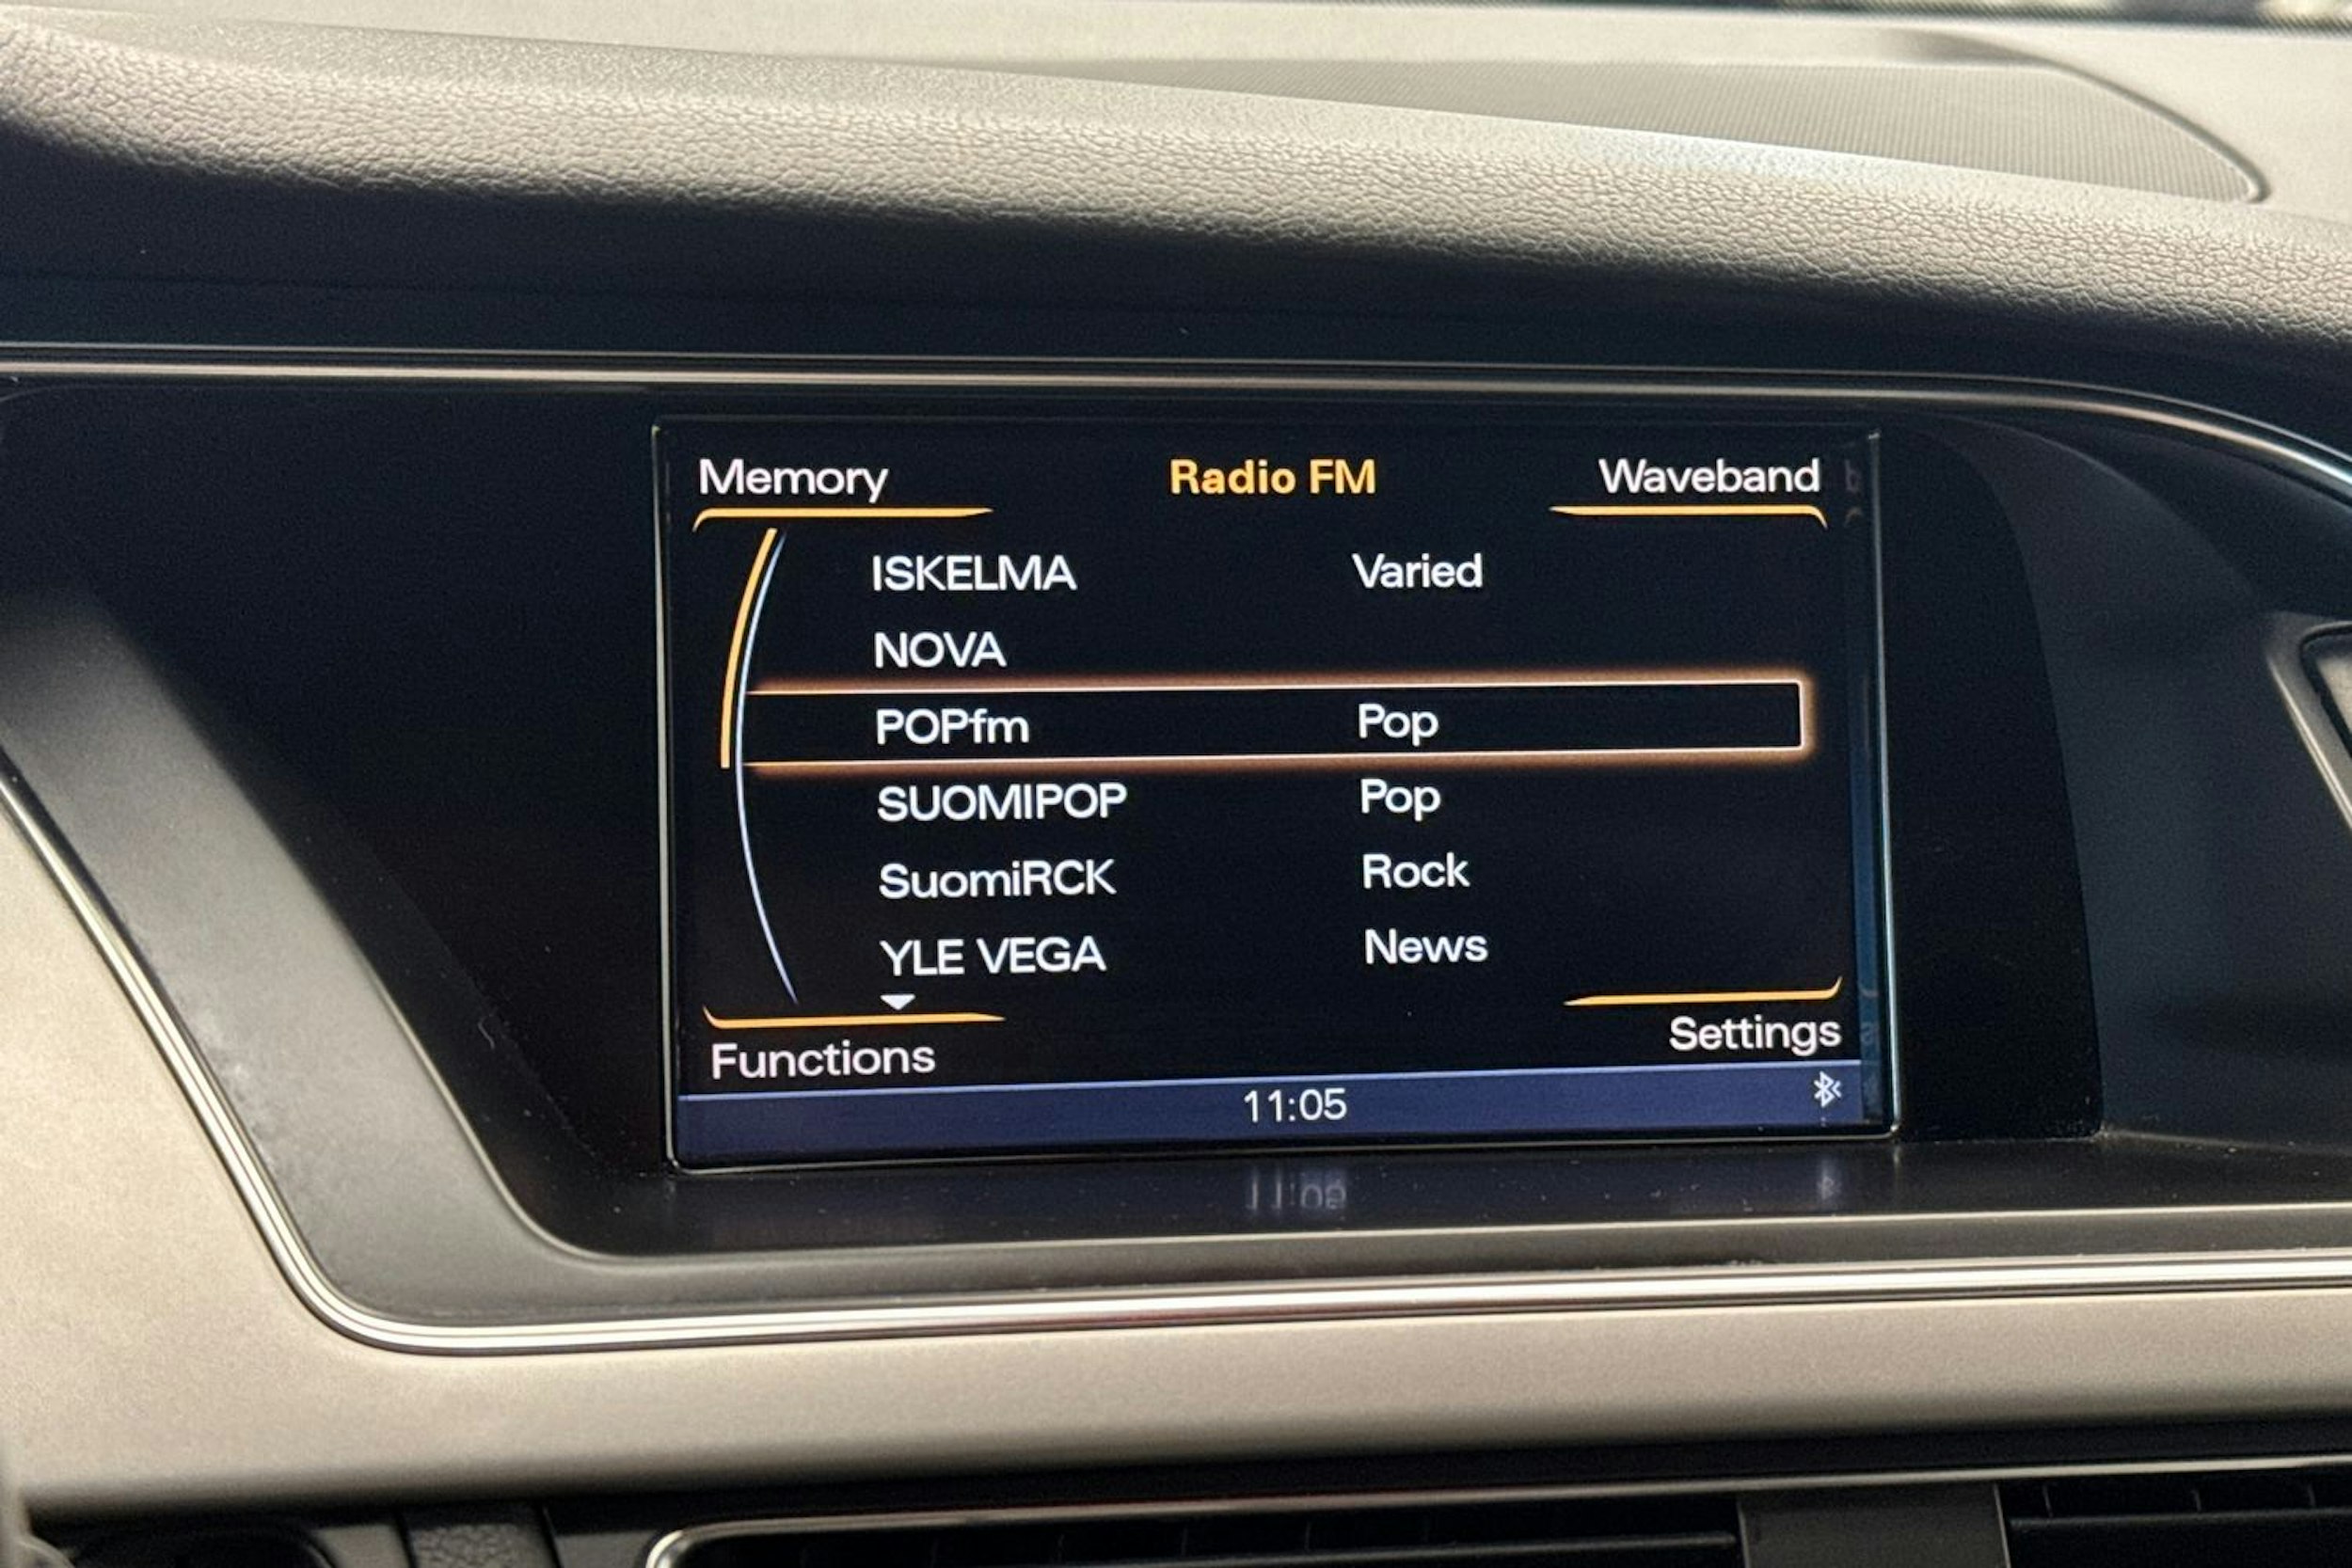 Memory Radio FM Waveband
ISKELMA Varied
NOVA
POPfm Pop
SUOMIPOP Pop
SuomiRCK Rock
YLE VEGA News
Settings
Functions
11:05